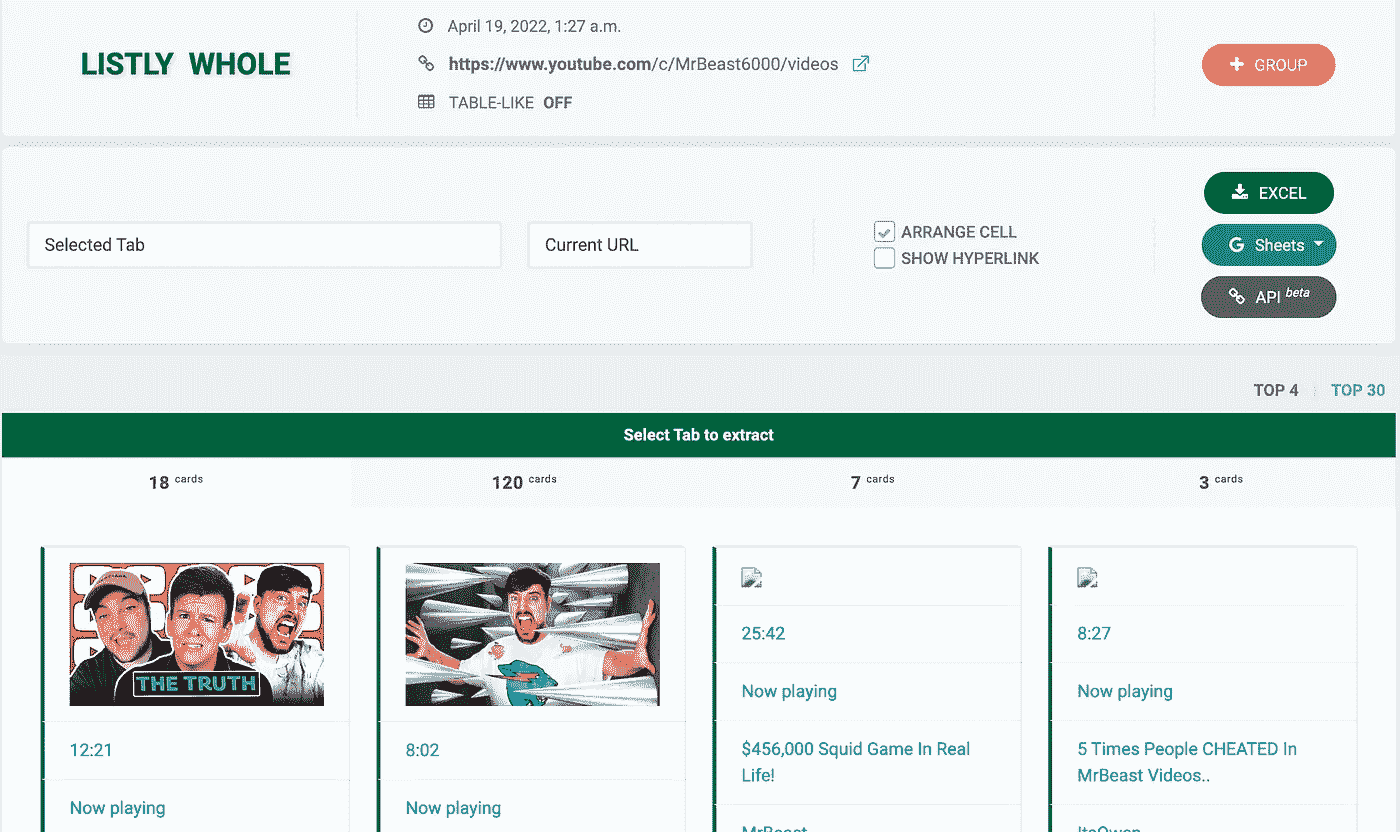 April 19, 2022, 1:27 a.m.
LISTLY WHOLE
https://www.youtube.com/c/MrBeast6000/videos
TABLE-LIKE OFF
GROUP
Selected Tab
Current URL
ARRANGE CELL
SHOW HYPERLINK
EXCEL
G Sheets
API beta
TOP 4
TOP 30
Select Tab to extract
18 cards
120 cards
7 cards
3 cards
THE TRUTH
12:21
Now playing
8:02
Now playing
25:42
Now playing
$456,000 Squid Game In Real
Life!
MrBeast
8:27
Now playing
5 Times People CHEATED In
MrBeast Videos..